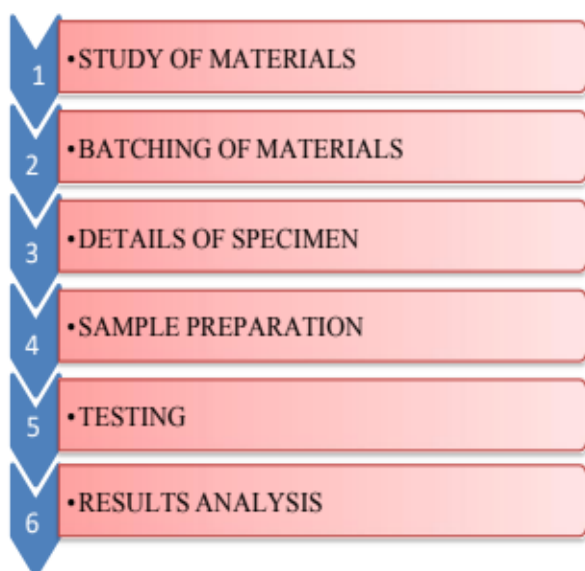 1 •STUDY OF MATERIALS
2 •BATCHING OF MATERIALS
3 •DETAILS OF SPECIMEN
4 •SAMPLE PREPARATION
5 •TESTING
6 •RESULTS ANALYSIS